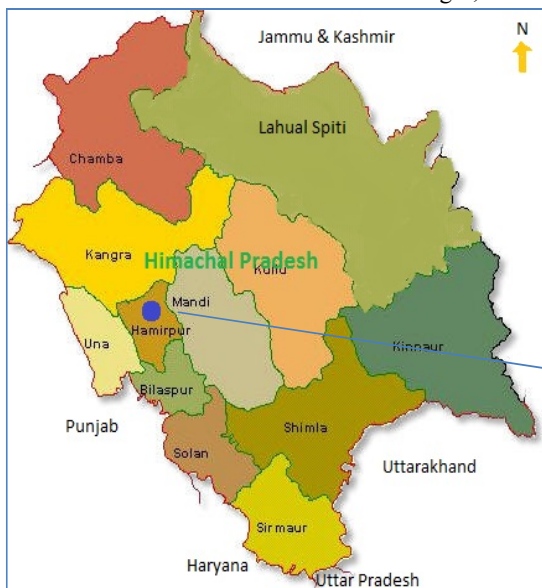 Jammu & Kashmir
N
Lahual Spiti
Chamba
Kangra
Himachal Pradesh
Kullu
Mandi
Hamirpur
Una
Kinnaur
Bilaspur
Punjab
Shimla
Solan
Uttarakhand
Sirmaur
Haryana
Uttar Pradesh